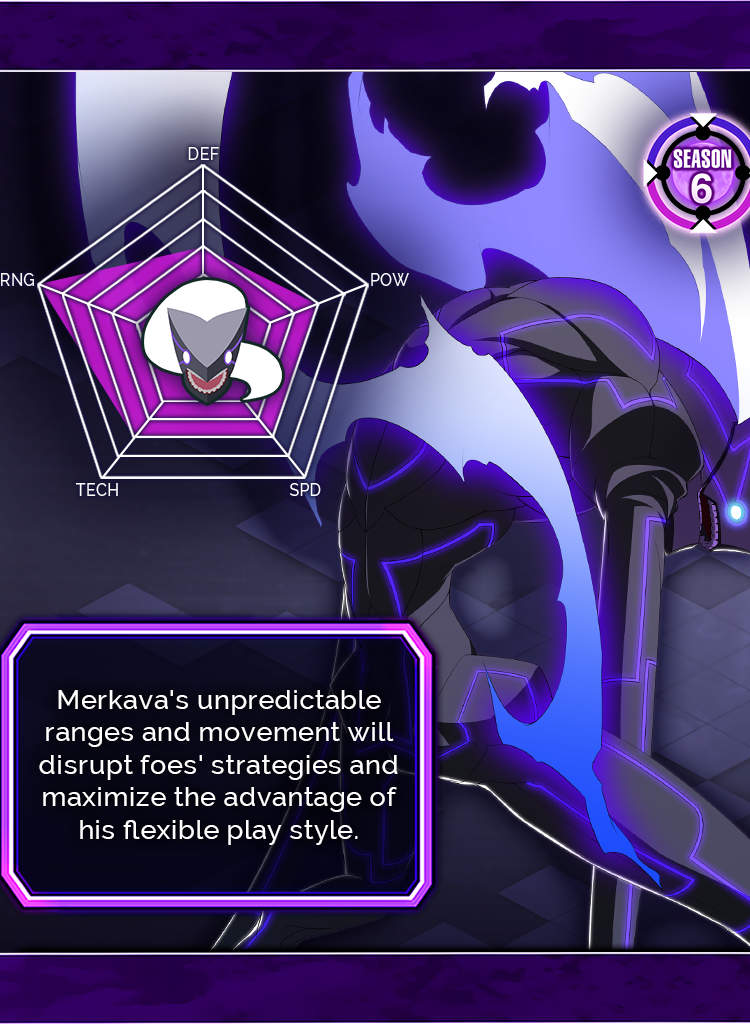 DEF
SEASON
6
RNG
POW
TECH
SPD
Merkava's unpredictable
ranges and movement will
disrupt foes' strategies and
maximize the advantage of
his flexible play style.